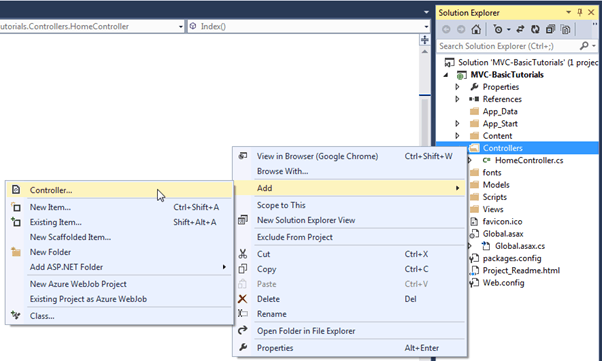 utorials.Controllers.HomeController
Index()
Solution Explorer
Search Solution Explorer (Ctrl+;)
Solution 'MVC-BasicTutorials' (1 projec
MVC-BasicTutorials
Properties
References
App_Data
App_Start
Content
Controllers
HomeController.cs
fonts
Models
Scripts
Views
favicon.ico
Global.asax
Global.asax.cs
packages.config
Project_Readme.html
Web.config
View in Browser (Google Chrome) Ctrl+Shift+W
Browse With...
Add
Scope to This
New Solution Explorer View
Exclude From Project
Cut Ctrl+X
Copy Ctrl+C
Paste Ctrl+V
Delete Del
Rename
Open Folder in File Explorer
Properties Alt+Enter
Controller...
New Item... Ctrl+Shift+A
Existing Item... Shift+Alt+A
New Scaffolded Item...
New Folder
Add ASP.NET Folder
New Azure WebJob Project
Existing Project as Azure WebJob
Class...